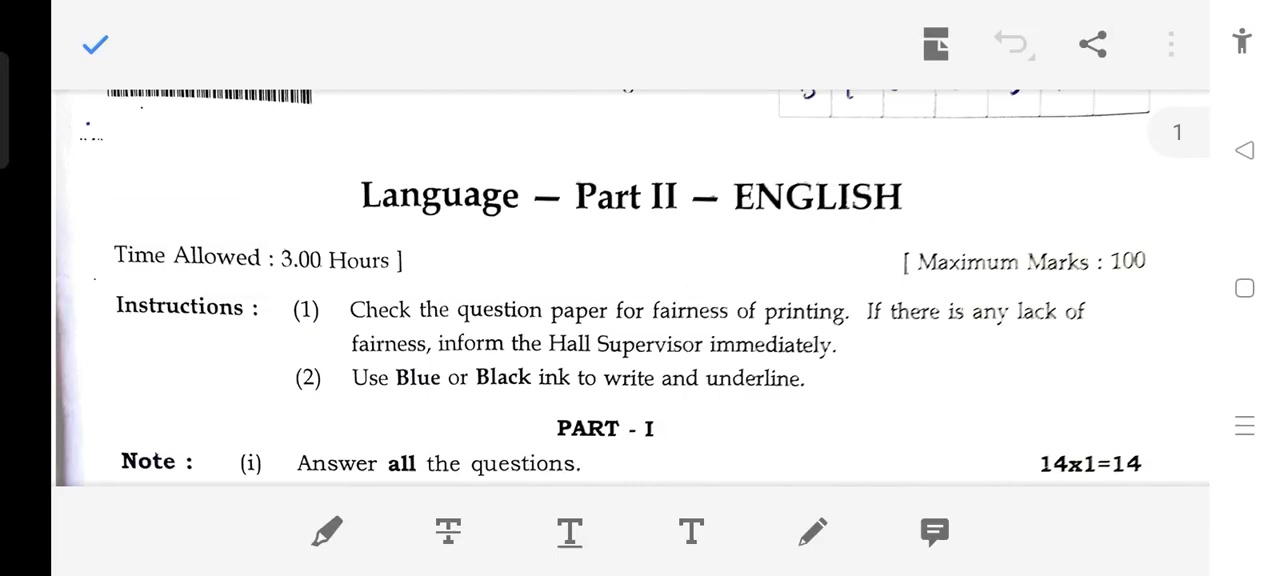 1
Language — Part II — ENGLISH
Time Allowed : 3.00 Hours ]
[ Maximum Marks : 100
Instructions : (1) Check the question paper for fairness of printing. If there is any lack of
fairness, inform the Hall Supervisor immediately.
(2) Use Blue or Black ink to write and underline.
PART - I
Note : (i) Answer all the questions. 14x1=14